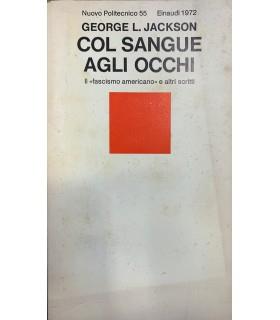 Nuovo Politecnico 55 Einaudi 1972
GEORGE L. JACKSON
COL SANGUE
AGLI OCCHI
Il «fascismo americano» e altri scritti